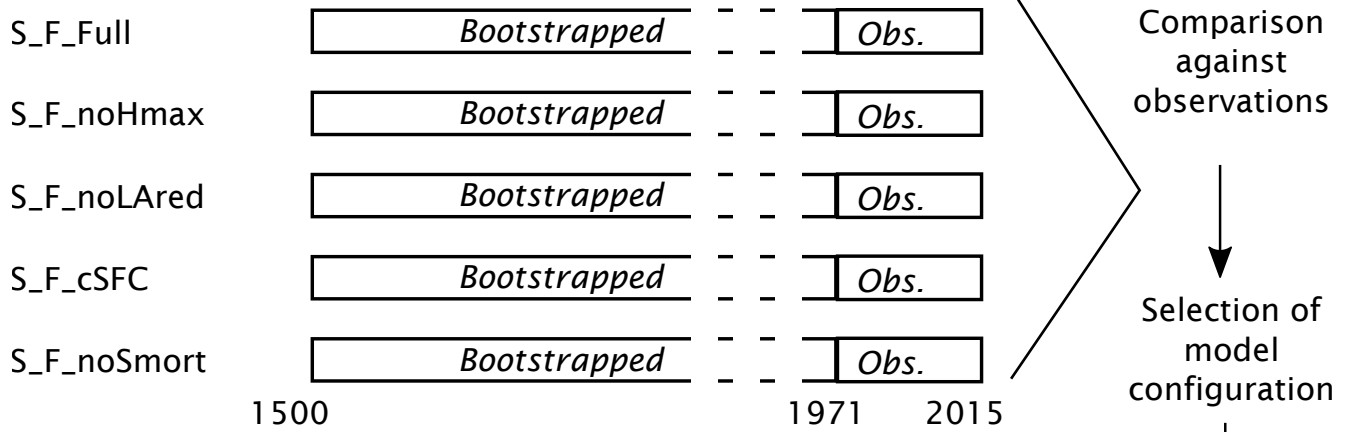 S_F_Full Bootstrapped Obs.
S_F_noHmax Bootstrapped Obs.
S_F_noLAred Bootstrapped Obs.
S_F_cSFC Bootstrapped Obs.
S_F_noSmort Bootstrapped Obs.
1500 1971 2015
Comparison
against
observations
Selection of
model
configuration